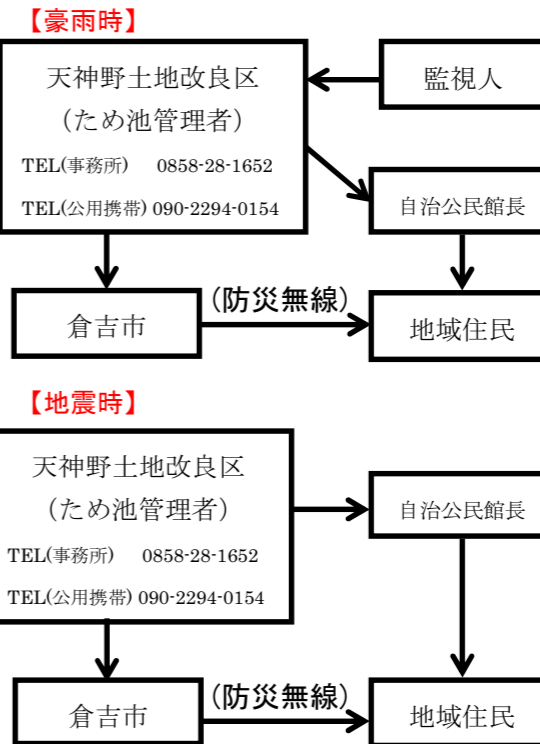 【豪雨時】
天神野土地改良区
（ため池管理者）
TEL(事務所) 0858-28-1652
TEL(公用携帯) 090-2294-0154
監視人
自治公民館長
倉吉市
(防災無線)
地域住民
【地震時】
天神野土地改良区
（ため池管理者）
TEL(事務所) 0858-28-1652
TEL(公用携帯) 090-2294-0154
自治公民館長
倉吉市
(防災無線)
地域住民